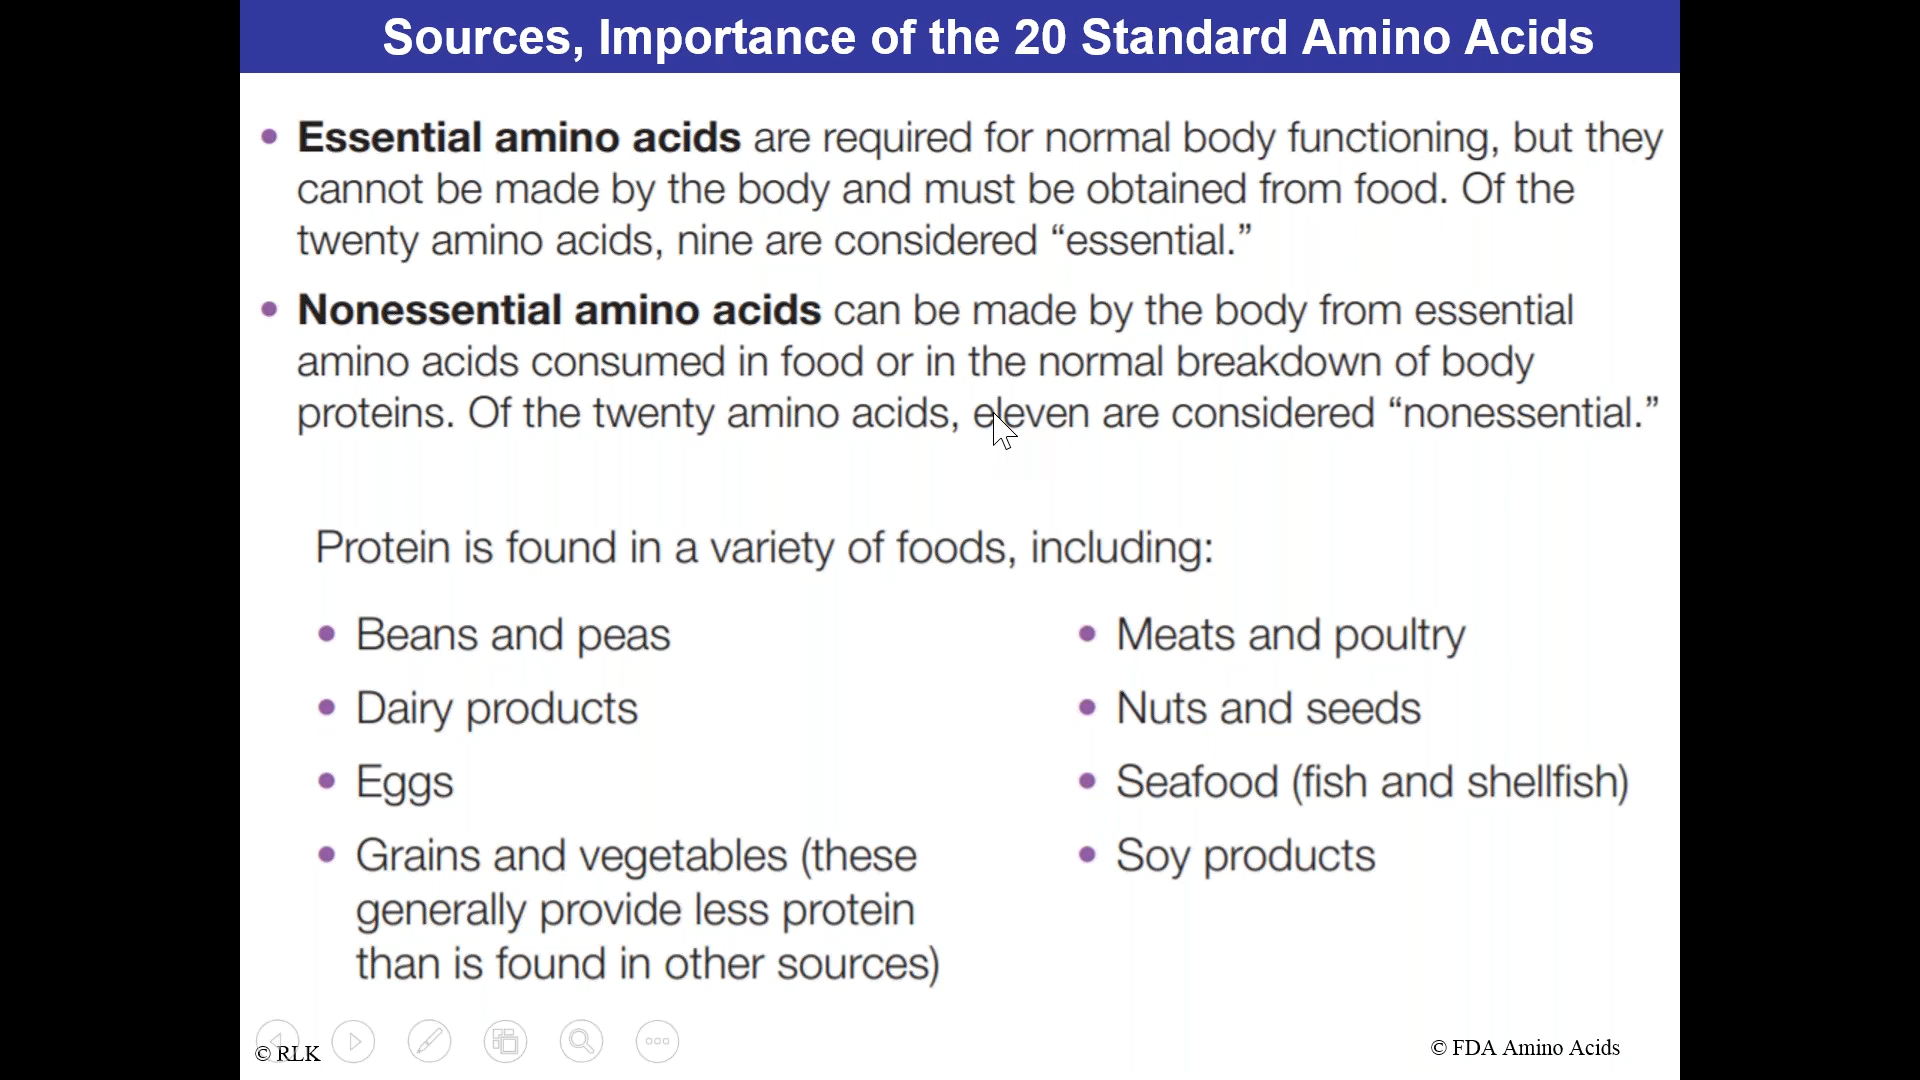 Sources, Importance of the 20 Standard Amino Acids
• Essential amino acids are required for normal body functioning, but they
cannot be made by the body and must be obtained from food. Of the
twenty amino acids, nine are considered “essential.”
• Nonessential amino acids can be made by the body from essential
amino acids consumed in food or in the normal breakdown of body
proteins. Of the twenty amino acids, eleven are considered “nonessential.”
Protein is found in a variety of foods, including:
• Beans and peas
• Dairy products
• Eggs
• Grains and vegetables (these
generally provide less protein
than is found in other sources)
• Meats and poultry
• Nuts and seeds
• Seafood (fish and shellfish)
• Soy products
© RLK
© FDA Amino Acids